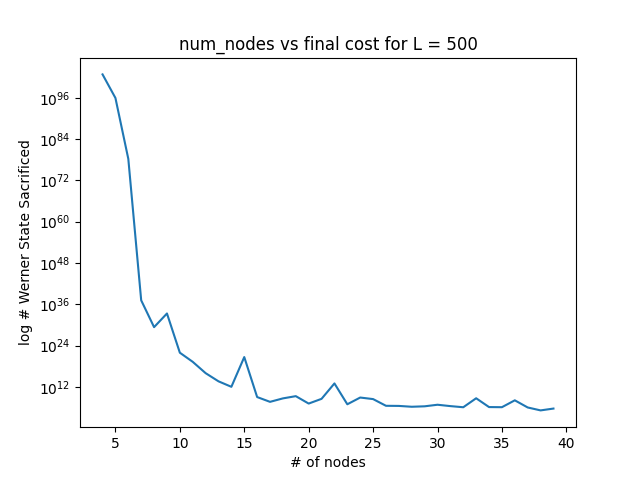 num_nodes vs final cost for L = 500
log # Werner State Sacrificed
10^96
10^84
10^72
10^60
10^48
10^36
10^24
10^12
5 10 15 20 25 30 35 40
# of nodes